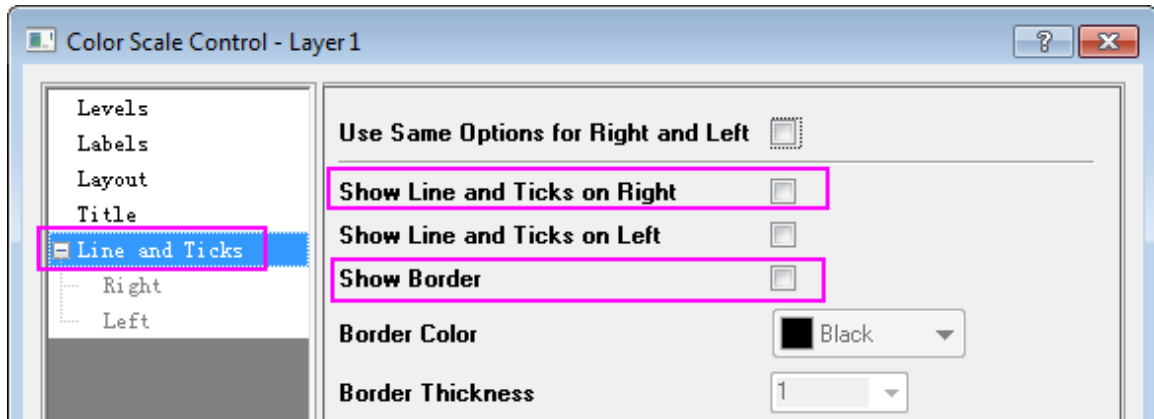 Color Scale Control - Layer 1
Levels
Labels
Layout
Title
Line and Ticks
Right
Left
Use Same Options for Right and Left
Show Line and Ticks on Right
Show Line and Ticks on Left
Show Border
Border Color
Black
Border Thickness
1